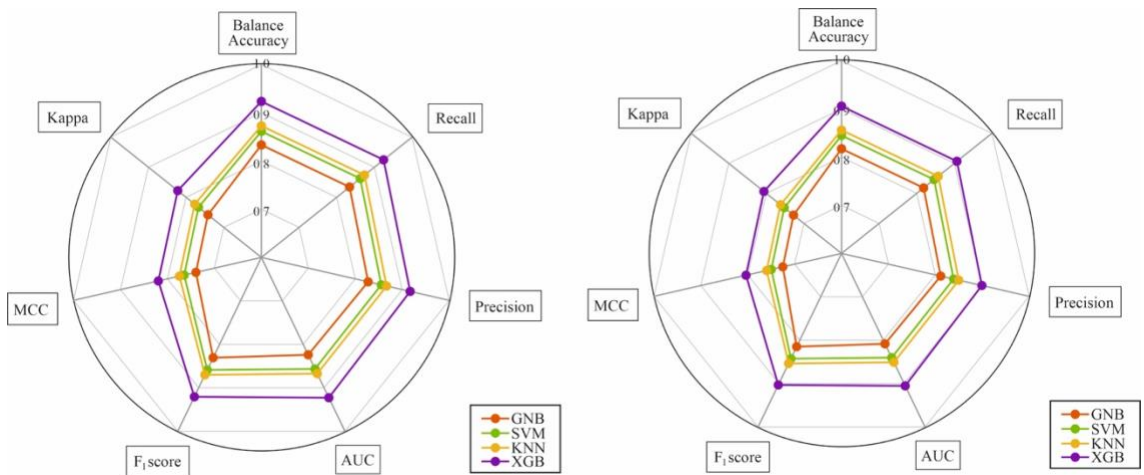 Balance
Accuracy
1.0
0.9
0.8
0.7
Kappa
Recall
MCC
Precision
F1 score
AUC
GNB
SVM
KNN
XGB
Balance
Accuracy
1.0
0.9
0.8
0.7
Kappa
Recall
MCC
Precision
F1 score
AUC
GNB
SVM
KNN
XGB